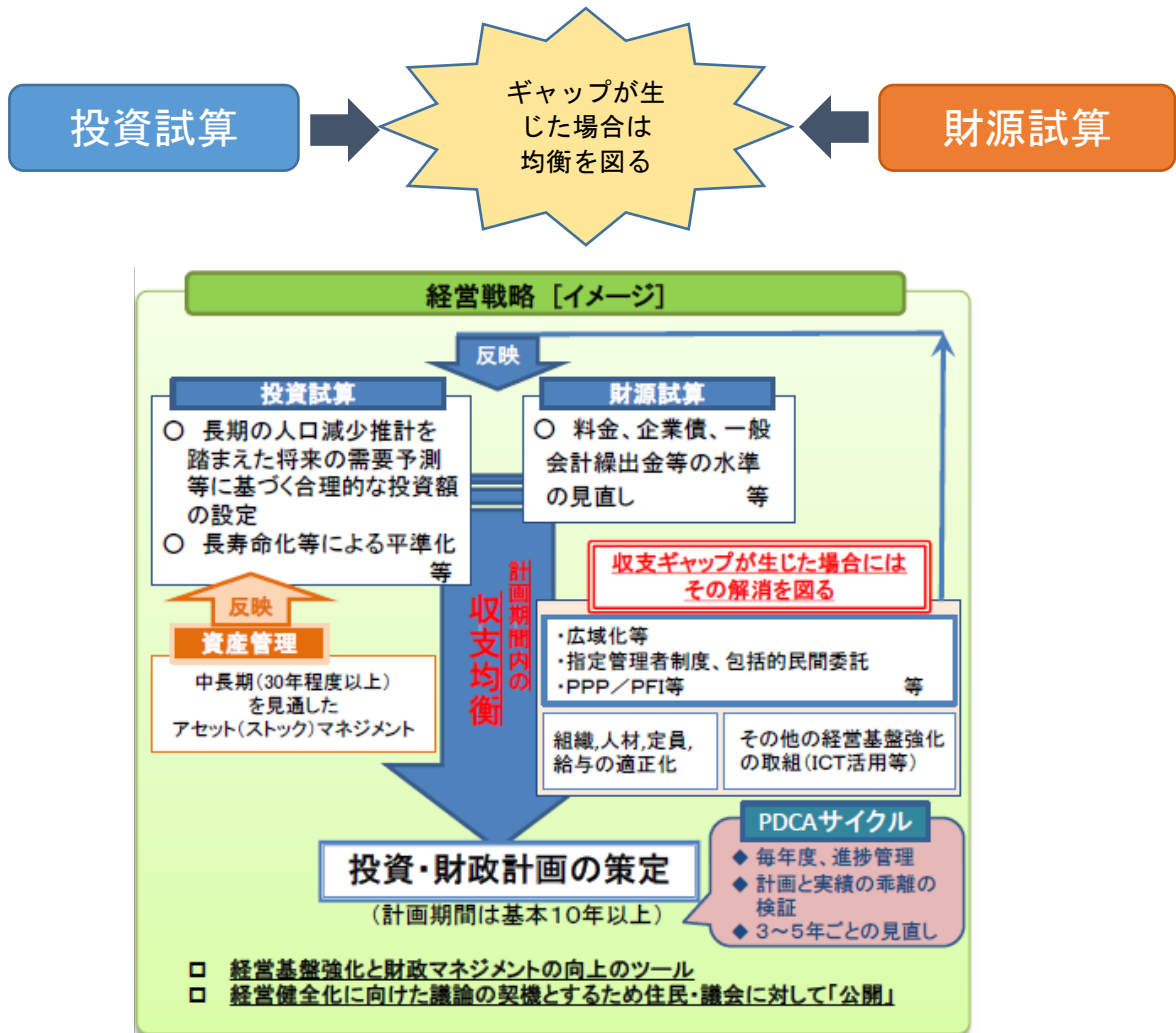 投資試算
ギャップが生
じた場合は
均衡を図る
財源試算
経営戦略 [イメージ]
反映
投資試算
○ 長期の人口減少推計を
踏まえた将来の需要予測
等に基づく合理的な投資額
の設定
○ 長寿命化等による平準化
等
財源試算
○ 料金、企業債、一般
会計繰出金等の水準
の見直し 等
反映
資産管理
中長期(30年程度以上)
を見通した
アセット(ストック)マネジメント
計画期間内の
収支均衡
収支ギャップが生じた場合には
その解消を図る
・広域化等
・指定管理者制度、包括的民間委託
・PPP／PFI等 等
組織,人材,定員,
給与の適正化
その他の経営基盤強化
の取組(ICT活用等)
投資・財政計画の策定
(計画期間は基本10年以上)
PDCAサイクル
◆ 毎年度、進捗管理
◆ 計画と実績の乖離の
検証
◆ 3～5年ごとの見直し
□ 経営基盤強化と財政マネジメントの向上のツール
□ 経営健全化に向けた議論の契機とするため住民・議会に対して「公開」